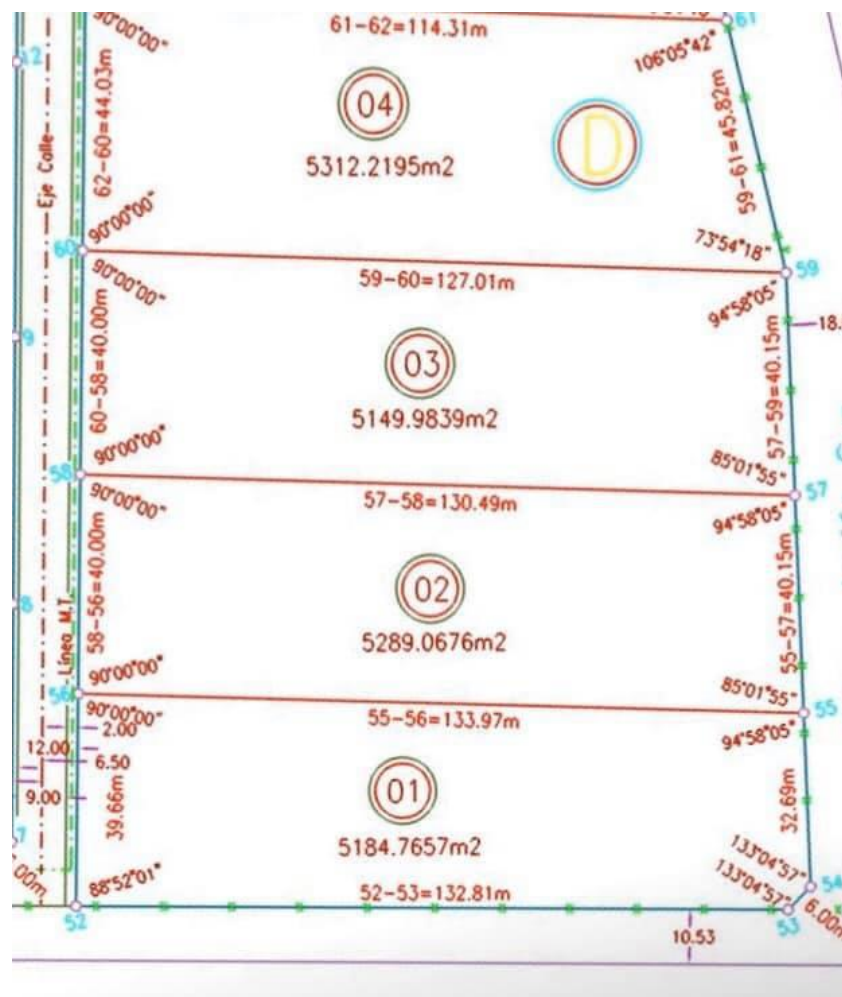 90°00'00"
61-62=114.31m
61
106°05'42"
12
04
D
62-60=44.03m
5312.2195m2
59-61=45.82m
Eje Calle
90°00'00"
60
73°54'18"
59
90°00'00"
59-60=127.01m
94°58'05"
18.
9
03
60-58=40.00m
5149.9839m2
57-59=40.15m
90°00'00"
58
85°01'55"
57
90°00'00"
57-58=130.49m
94°58'05"
58-56=40.00m
02
5289.0676m2
55-57=40.15m
8
Línea M.T.
90°00'00"
56
85°01'55"
55
90°00'00"
55-56=133.97m
94°58'05"
2.00
12.00
6.50
9.00
01
39.66m
32.69m
7
5184.7657m2
133°04'57"
.00m
88°52'01"
133°04'57"
54
52-53=132.81m
6.00m
52
53
10.53